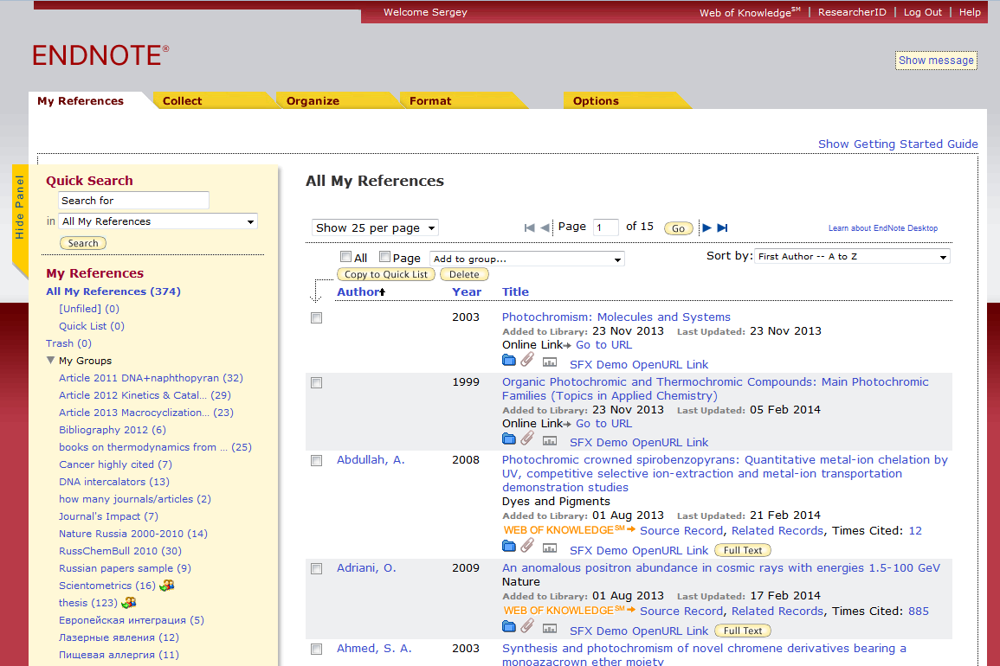 Welcome Sergey
Web of Knowledge℠ | ResearcherID | Log Out | Help
ENDNOTE®
Show message
My References
Collect
Organize
Format
Options
Show Getting Started Guide
Hide Panel
Quick Search
Search for
in All My References
Search
My References
All My References (374)
[Unfiled] (0)
Quick List (0)
Trash (0)
My Groups
Article 2011 DNA+naphthopyran (32)
Article 2012 Kinetics & Catal... (29)
Article 2013 Macrocyclization... (23)
Bibliography 2012 (6)
books on thermodynamics from ... (25)
Cancer highly cited (7)
DNA intercalators (13)
how many journals/articles (2)
Journal's Impact (7)
Nature Russia 2000-2010 (14)
RussChemBull 2010 (30)
Russian papers sample (9)
Scientometrics (16)
thesis (123)
Европейская интеграция (5)
Лазерные явления (12)
Пищевая аллергия (11)
All My References
Show 25 per page
Page 1 of 15 Go
Learn about EndNote Desktop
All Page Add to group...
Sort by: First Author -- A to Z
Copy to Quick List Delete
Author Year Title
2003 Photochromism: Molecules and Systems
Added to Library: 23 Nov 2013 Last Updated: 23 Nov 2013
Online Link→ Go to URL
SFX Demo OpenURL Link
1999 Organic Photochromic and Thermochromic Compounds: Main Photochromic
Families (Topics in Applied Chemistry)
Added to Library: 23 Nov 2013 Last Updated: 05 Feb 2014
Online Link→ Go to URL
SFX Demo OpenURL Link
Abdullah, A. 2008 Photochromic crowned spirobenzopyrans: Quantitative metal-ion chelation by
UV, competitive selective ion-extraction and metal-ion transportation
demonstration studies
Dyes and Pigments
Added to Library: 01 Aug 2013 Last Updated: 21 Feb 2014
WEB OF KNOWLEDGE℠→ Source Record, Related Records, Times Cited: 12
SFX Demo OpenURL Link Full Text
Adriani, O. 2009 An anomalous positron abundance in cosmic rays with energies 1.5-100 GeV
Nature
Added to Library: 01 Aug 2013 Last Updated: 17 Feb 2014
WEB OF KNOWLEDGE℠→ Source Record, Related Records, Times Cited: 885
SFX Demo OpenURL Link Full Text
Ahmed, S. A. 2003 Synthesis and photochromism of novel chromene derivatives bearing a
monoazacrown ether moiety